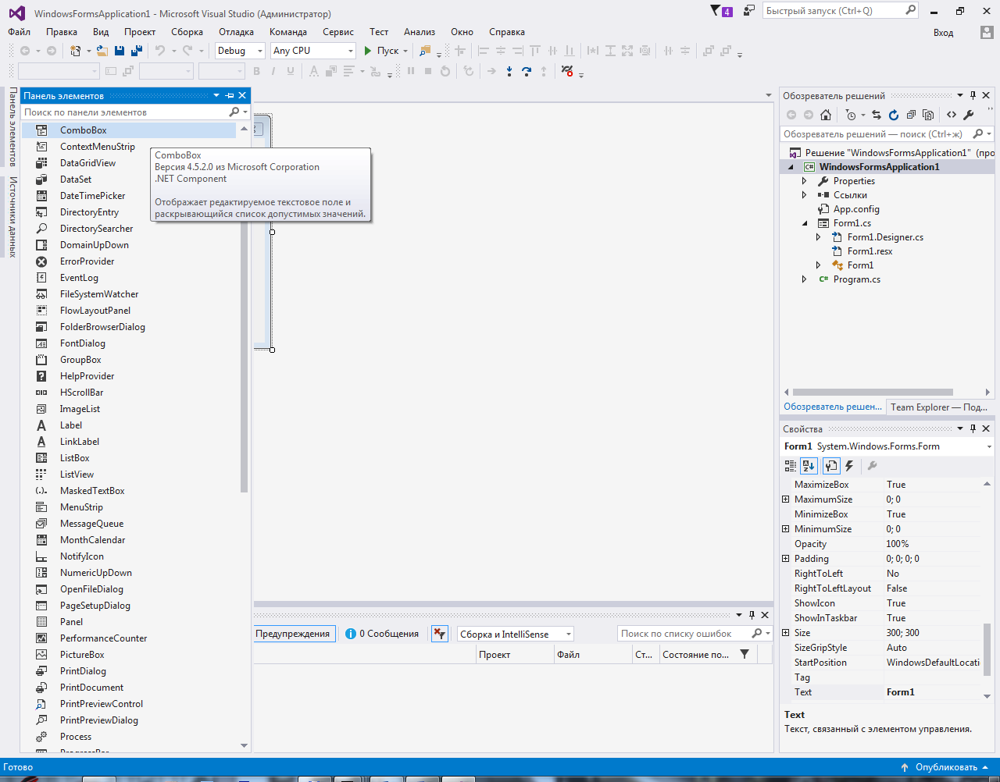 WindowsFormsApplication1 - Microsoft Visual Studio (Администратор)
4
Быстрый запуск (Ctrl+Q)
Файл Правка Вид Проект Сборка Отладка Команда Сервис Тест Анализ Окно Справка
Вход
Debug Any CPU Пуск
Панель элементов
Источники данных
Панель элементов
Поиск по панели элементов
ComboBox
ContextMenuStrip
DataGridView
DataSet
DateTimePicker
DirectoryEntry
DirectorySearcher
DomainUpDown
ErrorProvider
EventLog
FileSystemWatcher
FlowLayoutPanel
FolderBrowserDialog
FontDialog
GroupBox
HelpProvider
HScrollBar
ImageList
Label
LinkLabel
ListBox
ListView
MaskedTextBox
MenuStrip
MessageQueue
MonthCalendar
NotifyIcon
NumericUpDown
OpenFileDialog
PageSetupDialog
Panel
PerformanceCounter
PictureBox
PrintDialog
PrintDocument
PrintPreviewControl
PrintPreviewDialog
Process
ProgressBar
ComboBox
Версия 4.5.2.0 из Microsoft Corporation
.NET Component
Отображает редактируемое текстовое поле и
раскрывающийся список допустимых значений.
Предупреждения
0 Сообщения
Сборка и IntelliSense
Поиск по списку ошибок
Проект Файл Ст... Состояние по...
Обозреватель решений
Обозреватель решений — поиск (Ctrl+ж)
Решение "WindowsFormsApplication1" (про
WindowsFormsApplication1
Properties
Ссылки
App.config
Form1.cs
Form1.Designer.cs
Form1.resx
Form1
Program.cs
Обозреватель решен... Team Explorer — Под...
Свойства
Form1 System.Windows.Forms.Form
MaximizeBox True
MaximumSize 0; 0
MinimizeBox True
MinimumSize 0; 0
Opacity 100%
Padding 0; 0; 0; 0
RightToLeft No
RightToLeftLayout False
ShowIcon True
ShowInTaskbar True
Size 300; 300
SizeGripStyle Auto
StartPosition WindowsDefaultLocati
Tag
Text Form1
Text
Текст, связанный с элементом управления.
Готово
Опубликовать